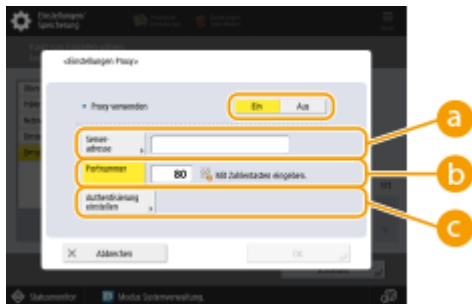 Einstellungen/
Speicherung
<Einstellungen Proxy>
Proxy verwenden
Ein
Aus
a
Server-
adresse
Portnummer
80
Mit Zahlentasten eingeben.
b
Authentisierung
einstellen
c
Abbrechen
OK
Statusmonitor
Modus Systemverwaltung.